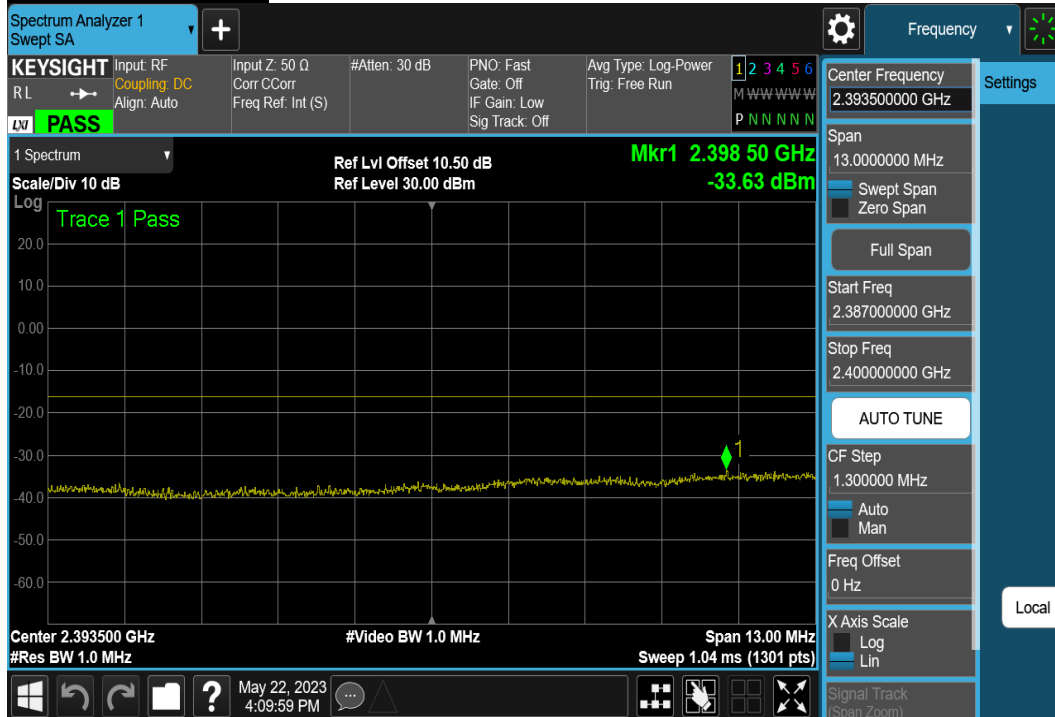 Spectrum Analyzer 1
Swept SA
+
Frequency
KEYSIGHT
RL
LXI PASS
Input: RF
Coupling: DC
Align: Auto
Input Z: 50 Ω
Corr CCorr
Freq Ref: Int (S)
#Atten: 30 dB
PNO: Fast
Gate: Off
IF Gain: Low
Sig Track: Off
Avg Type: Log-Power
Trig: Free Run
1 2 3 4 5 6
M W W W W W
P N N N N N
1 Spectrum
Scale/Div 10 dB
Ref Lvl Offset 10.50 dB
Ref Level 30.00 dBm
Mkr1 2.398 50 GHz
-33.63 dBm
Log
Trace 1 Pass
20.0
10.0
0.00
-10.0
-20.0
-30.0
-40.0
-50.0
-60.0
1
Center 2.393500 GHz
#Res BW 1.0 MHz
#Video BW 1.0 MHz
Span 13.00 MHz
Sweep 1.04 ms (1301 pts)
Center Frequency
2.393500000 GHz
Span
13.0000000 MHz
Swept Span
Zero Span
Full Span
Start Freq
2.387000000 GHz
Stop Freq
2.400000000 GHz
AUTO TUNE
CF Step
1.300000 MHz
Auto
Man
Freq Offset
0 Hz
X Axis Scale
Log
Lin
Signal Track
(Span Zoom)
Settings
Local
?
May 22, 2023
4:09:59 PM